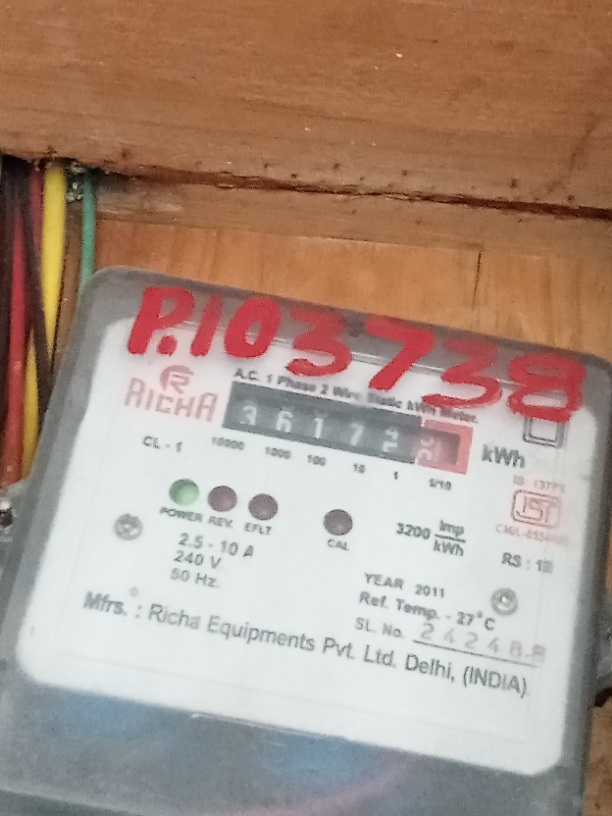 P.103738
A.C. 1 Phase 2 Wire Static kWh Meter.
RICHA
3 6 1 7 2
kWh
CL - 1
10000 1000 100 10 1 1/10
POWER REV. EFLT
CAL
3200 Imp/kWh
ISI
RS :
2.5 - 10 A
240 V
50 Hz.
YEAR 2011
Ref. Temp. - 27°C
SL. No. 242488
Mfrs. : Richa Equipments Pvt. Ltd. Delhi, (INDIA).